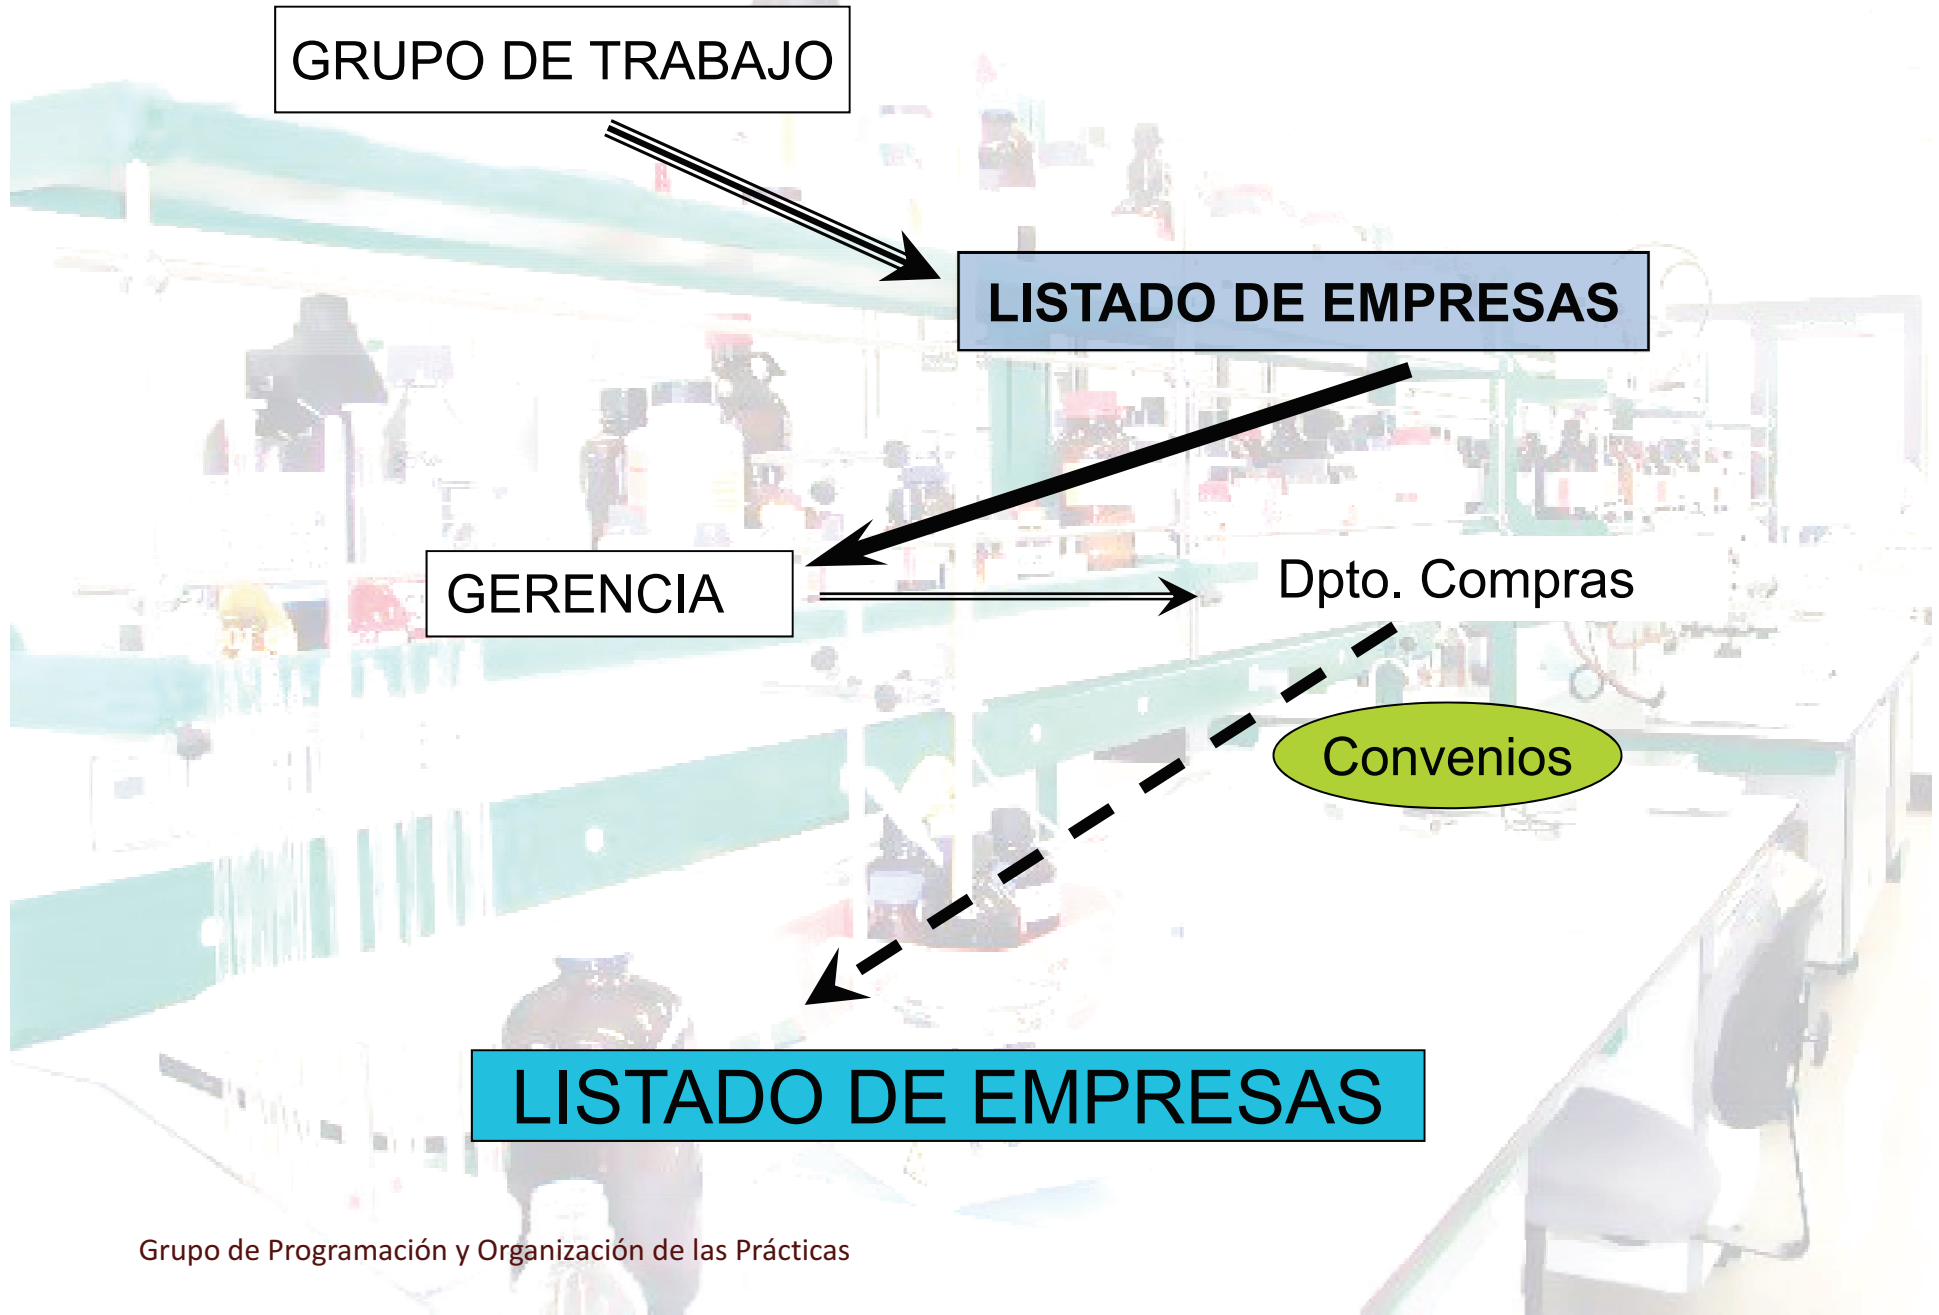 GRUPO DE TRABAJO
LISTADO DE EMPRESAS
GERENCIA
Dpto. Compras
Convenios
LISTADO DE EMPRESAS
Grupo de Programación y Organización de las Prácticas